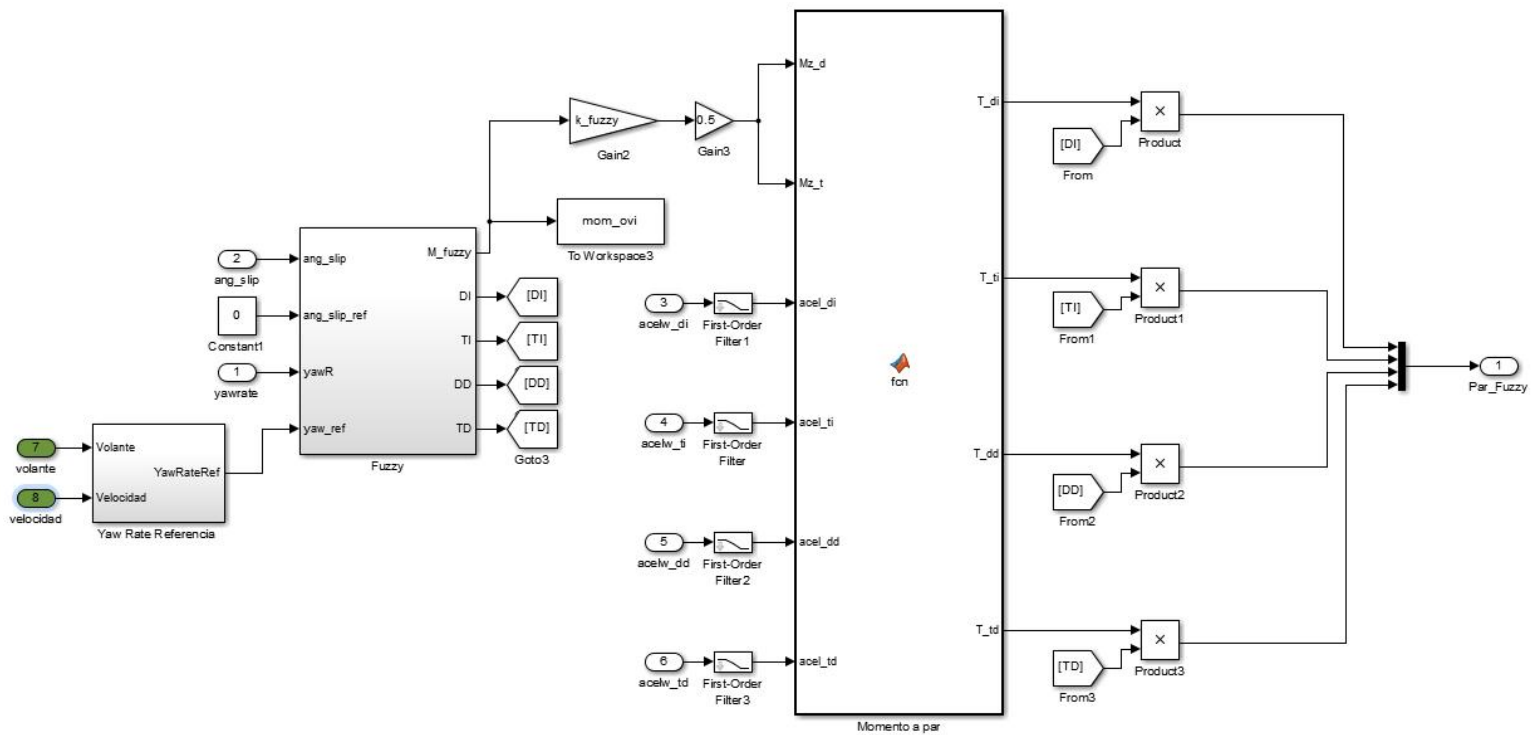 2
ang_slip
0
Constant1
1
yawrate
7
volante
8
velocidad
Volante
Velocidad
YawRateRef
Yaw Rate Referencia
ang_slip
ang_slip_ref
yawR
yaw_ref
M_fuzzy
DI
TI
DD
TD
Fuzzy
[DI]
[TI]
[DD]
[TD]
Goto3
k_fuzzy
Gain2
0.5
Gain3
mom_ovi
To Workspace3
3
acelw_di
First-Order
Filter1
4
acelw_ti
First-Order
Filter
5
acelw_dd
First-Order
Filter2
6
acelw_td
First-Order
Filter3
Mz_d
Mz_t
acel_di
acel_ti
acel_dd
acel_td
fcn
T_di
T_ti
T_dd
T_td
Momento a par
[DI]
From
×
Product
[TI]
From1
×
Product1
[DD]
From2
×
Product2
[TD]
From3
×
Product3
1
Par_Fuzzy